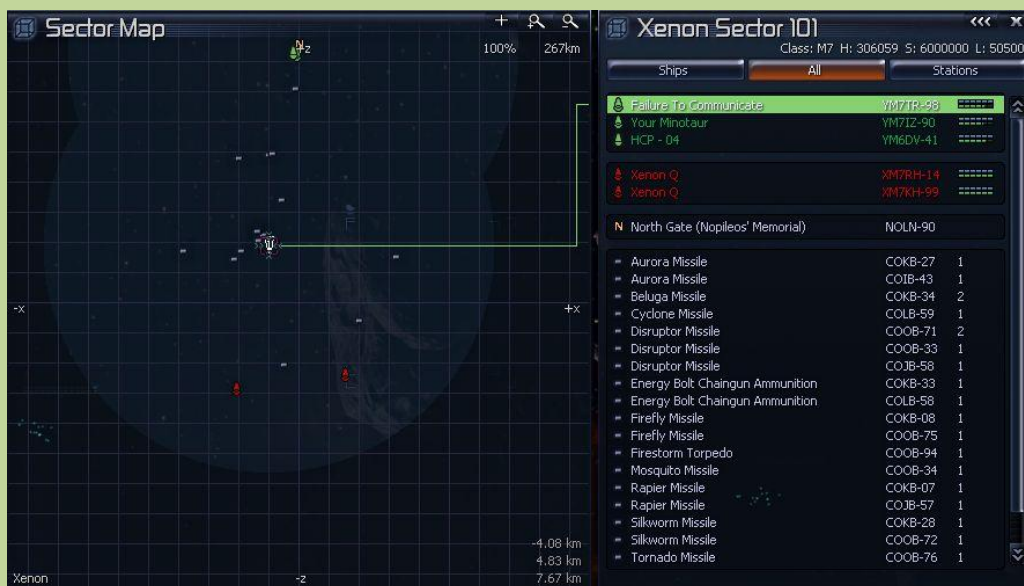 Sector Map
N
+z
100% 267km
-x
+x
-4.08 km
4.83 km
7.67 km
Xenon
-z
Xenon Sector 101
<<< x
Class: M7 H: 306059 S: 6000000 L: 50500
Ships All Stations
Failure To Communicate YM7TR-98
Your Minotaur YM7IZ-90
HCP - 04 YM6DV-41
Xenon Q XM7RH-14
Xenon Q XM7KH-99
N North Gate (Nopileos' Memorial) NOLN-90
Aurora Missile COKB-27 1
Aurora Missile COIB-43 1
Beluga Missile COKB-34 2
Cyclone Missile COLB-59 1
Disruptor Missile COOB-71 2
Disruptor Missile COOB-33 1
Disruptor Missile COJB-58 1
Energy Bolt Chaingun Ammunition COKB-33 1
Energy Bolt Chaingun Ammunition COLB-58 1
Firefly Missile COKB-08 1
Firefly Missile COOB-75 1
Firestorm Torpedo COOB-94 1
Mosquito Missile COOB-34 1
Rapier Missile COKB-07 1
Rapier Missile COJB-57 1
Silkworm Missile COKB-28 1
Silkworm Missile COOB-72 1
Tornado Missile COOB-76 1